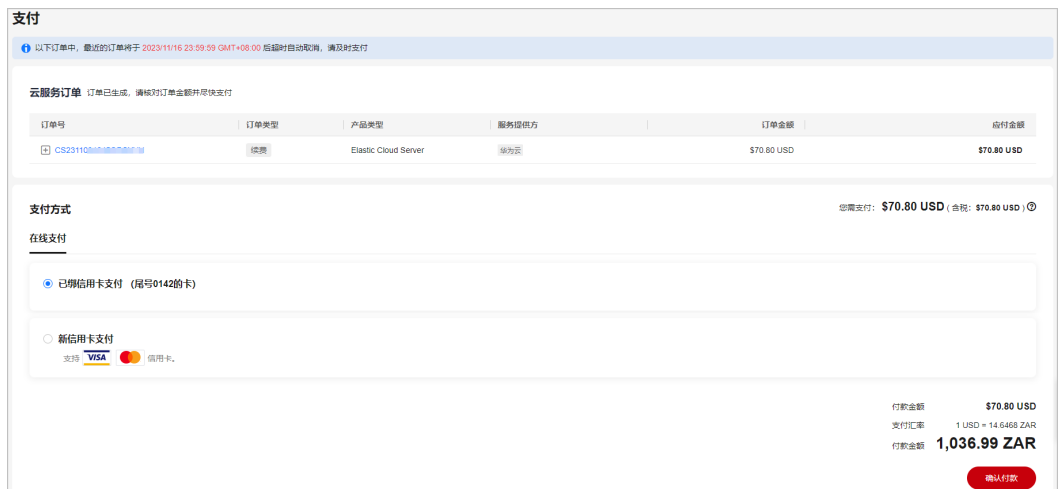 支付
以下订单中，最近的订单将于 2023/11/16 23:59:59 GMT+08:00 后超时自动取消，请及时支付
云服务订单 订单已生成，请核对订单金额并尽快支付
订单号 订单类型 产品类型 服务提供方 订单金额 应付金额
CS23110 续费 Elastic Cloud Server 华为云 $70.80 USD $70.80 USD
支付方式 您需支付： $70.80 USD ( 含税：$70.80 USD )
在线支付
已绑信用卡支付 (尾号0142的卡)
新信用卡支付
支持 VISA 信用卡。
付款金额 $70.80 USD
支付汇率 1 USD = 14.6468 ZAR
付款金额 1,036.99 ZAR
确认付款